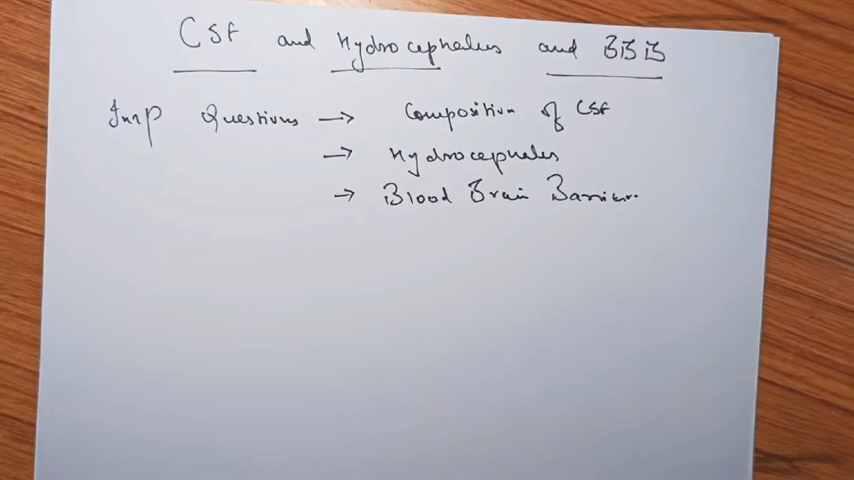 CSF and Hydrocephalus and BBB
Imp Questions → Composition of CSF
→ Hydrocephalus
→ Blood Brain Barrier.